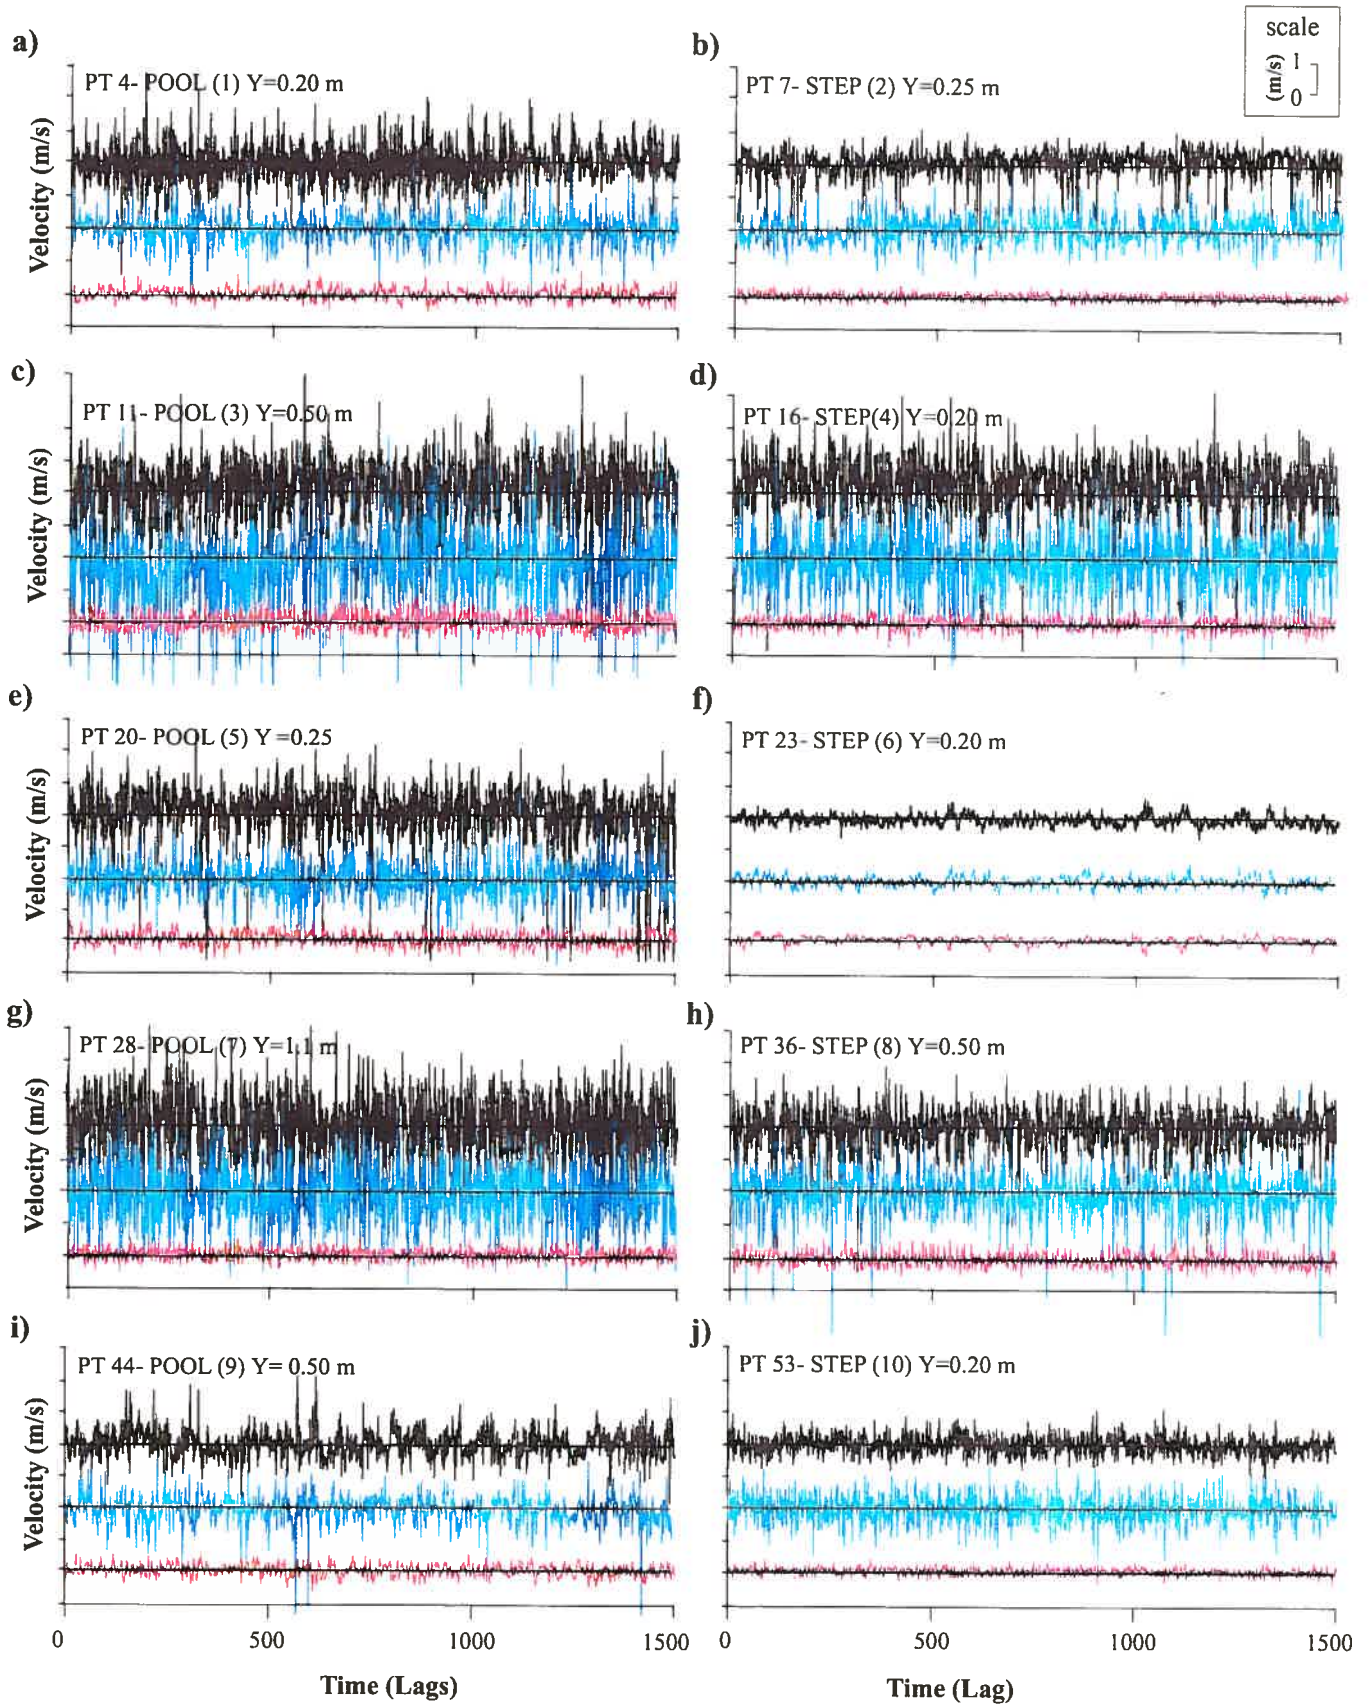 a)
PT 4- POOL (1) Y=0.20 m
Velocity (m/s)
b)
PT 7- STEP (2) Y=0.25 m
scale
(m/s)
1
0
c)
PT 11- POOL (3) Y=0.50 m
Velocity (m/s)
d)
PT 16- STEP(4) Y=0.20 m
e)
PT 20- POOL (5) Y =0.25
Velocity (m/s)
f)
PT 23- STEP (6) Y=0.20 m
g)
PT 28- POOL (7) Y=1.1 m
Velocity (m/s)
h)
PT 36- STEP (8) Y=0.50 m
i)
PT 44- POOL (9) Y= 0.50 m
Velocity (m/s)
0 500 1000 1500
Time (Lags)
j)
PT 53- STEP (10) Y=0.20 m
0 500 1000 1500
Time (Lag)